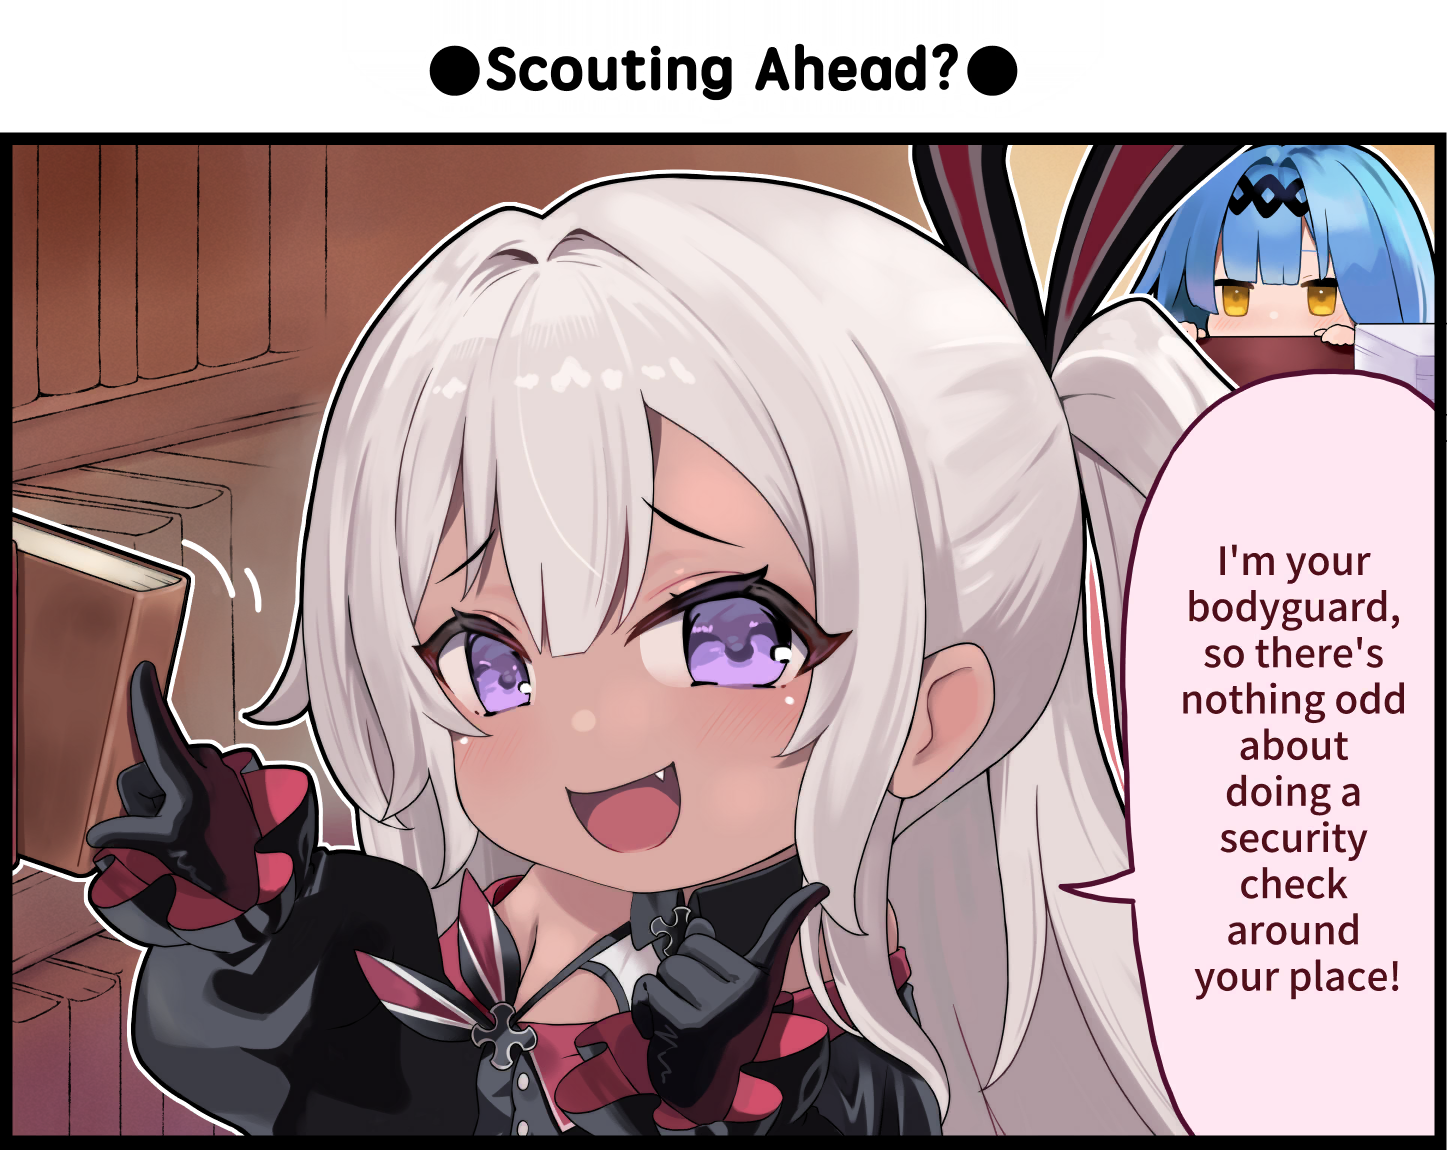 ●Scouting Ahead?●
I'm your
bodyguard,
so there's
nothing odd
about
doing a
security
check
around
your place!